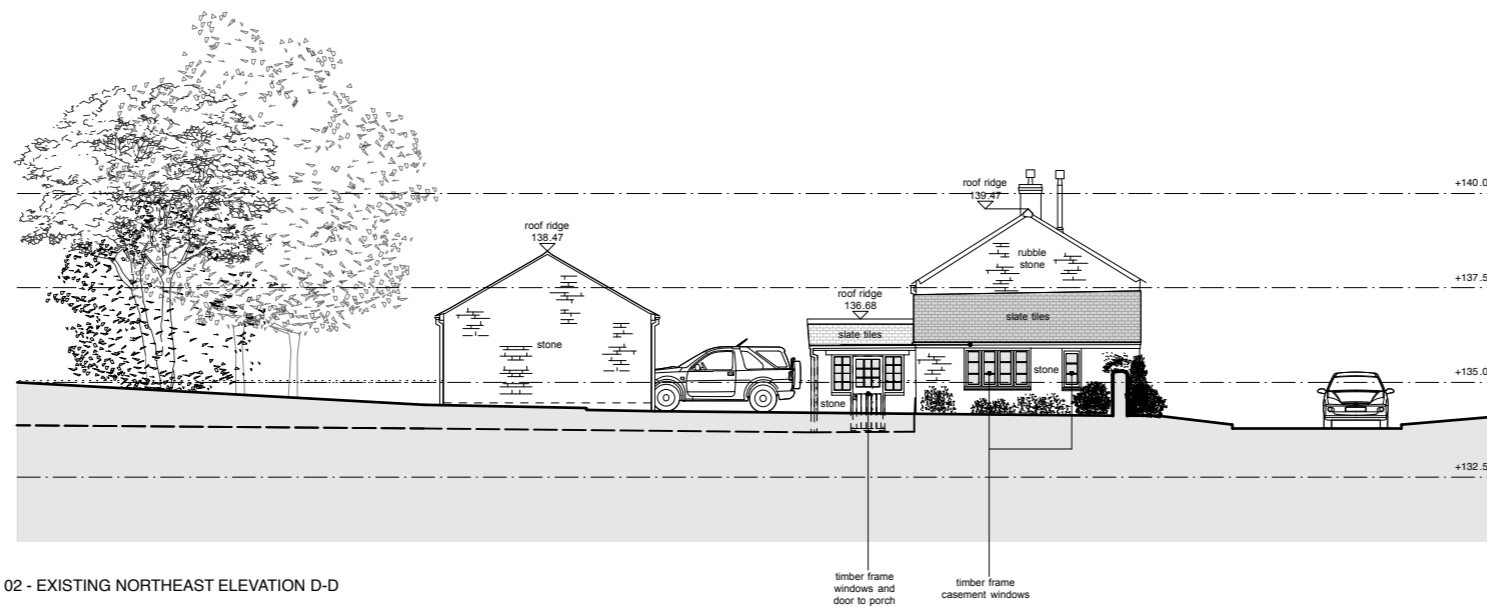 roof ridge
139.47
+140.0
roof ridge
138.47
rubble
stone
+137.5
roof ridge
136.68
slate tiles
slate tiles
stone
stone
+135.0
stone
+132.5
02 - EXISTING NORTHEAST ELEVATION D-D
timber frame
windows and
door to porch
timber frame
casement windows